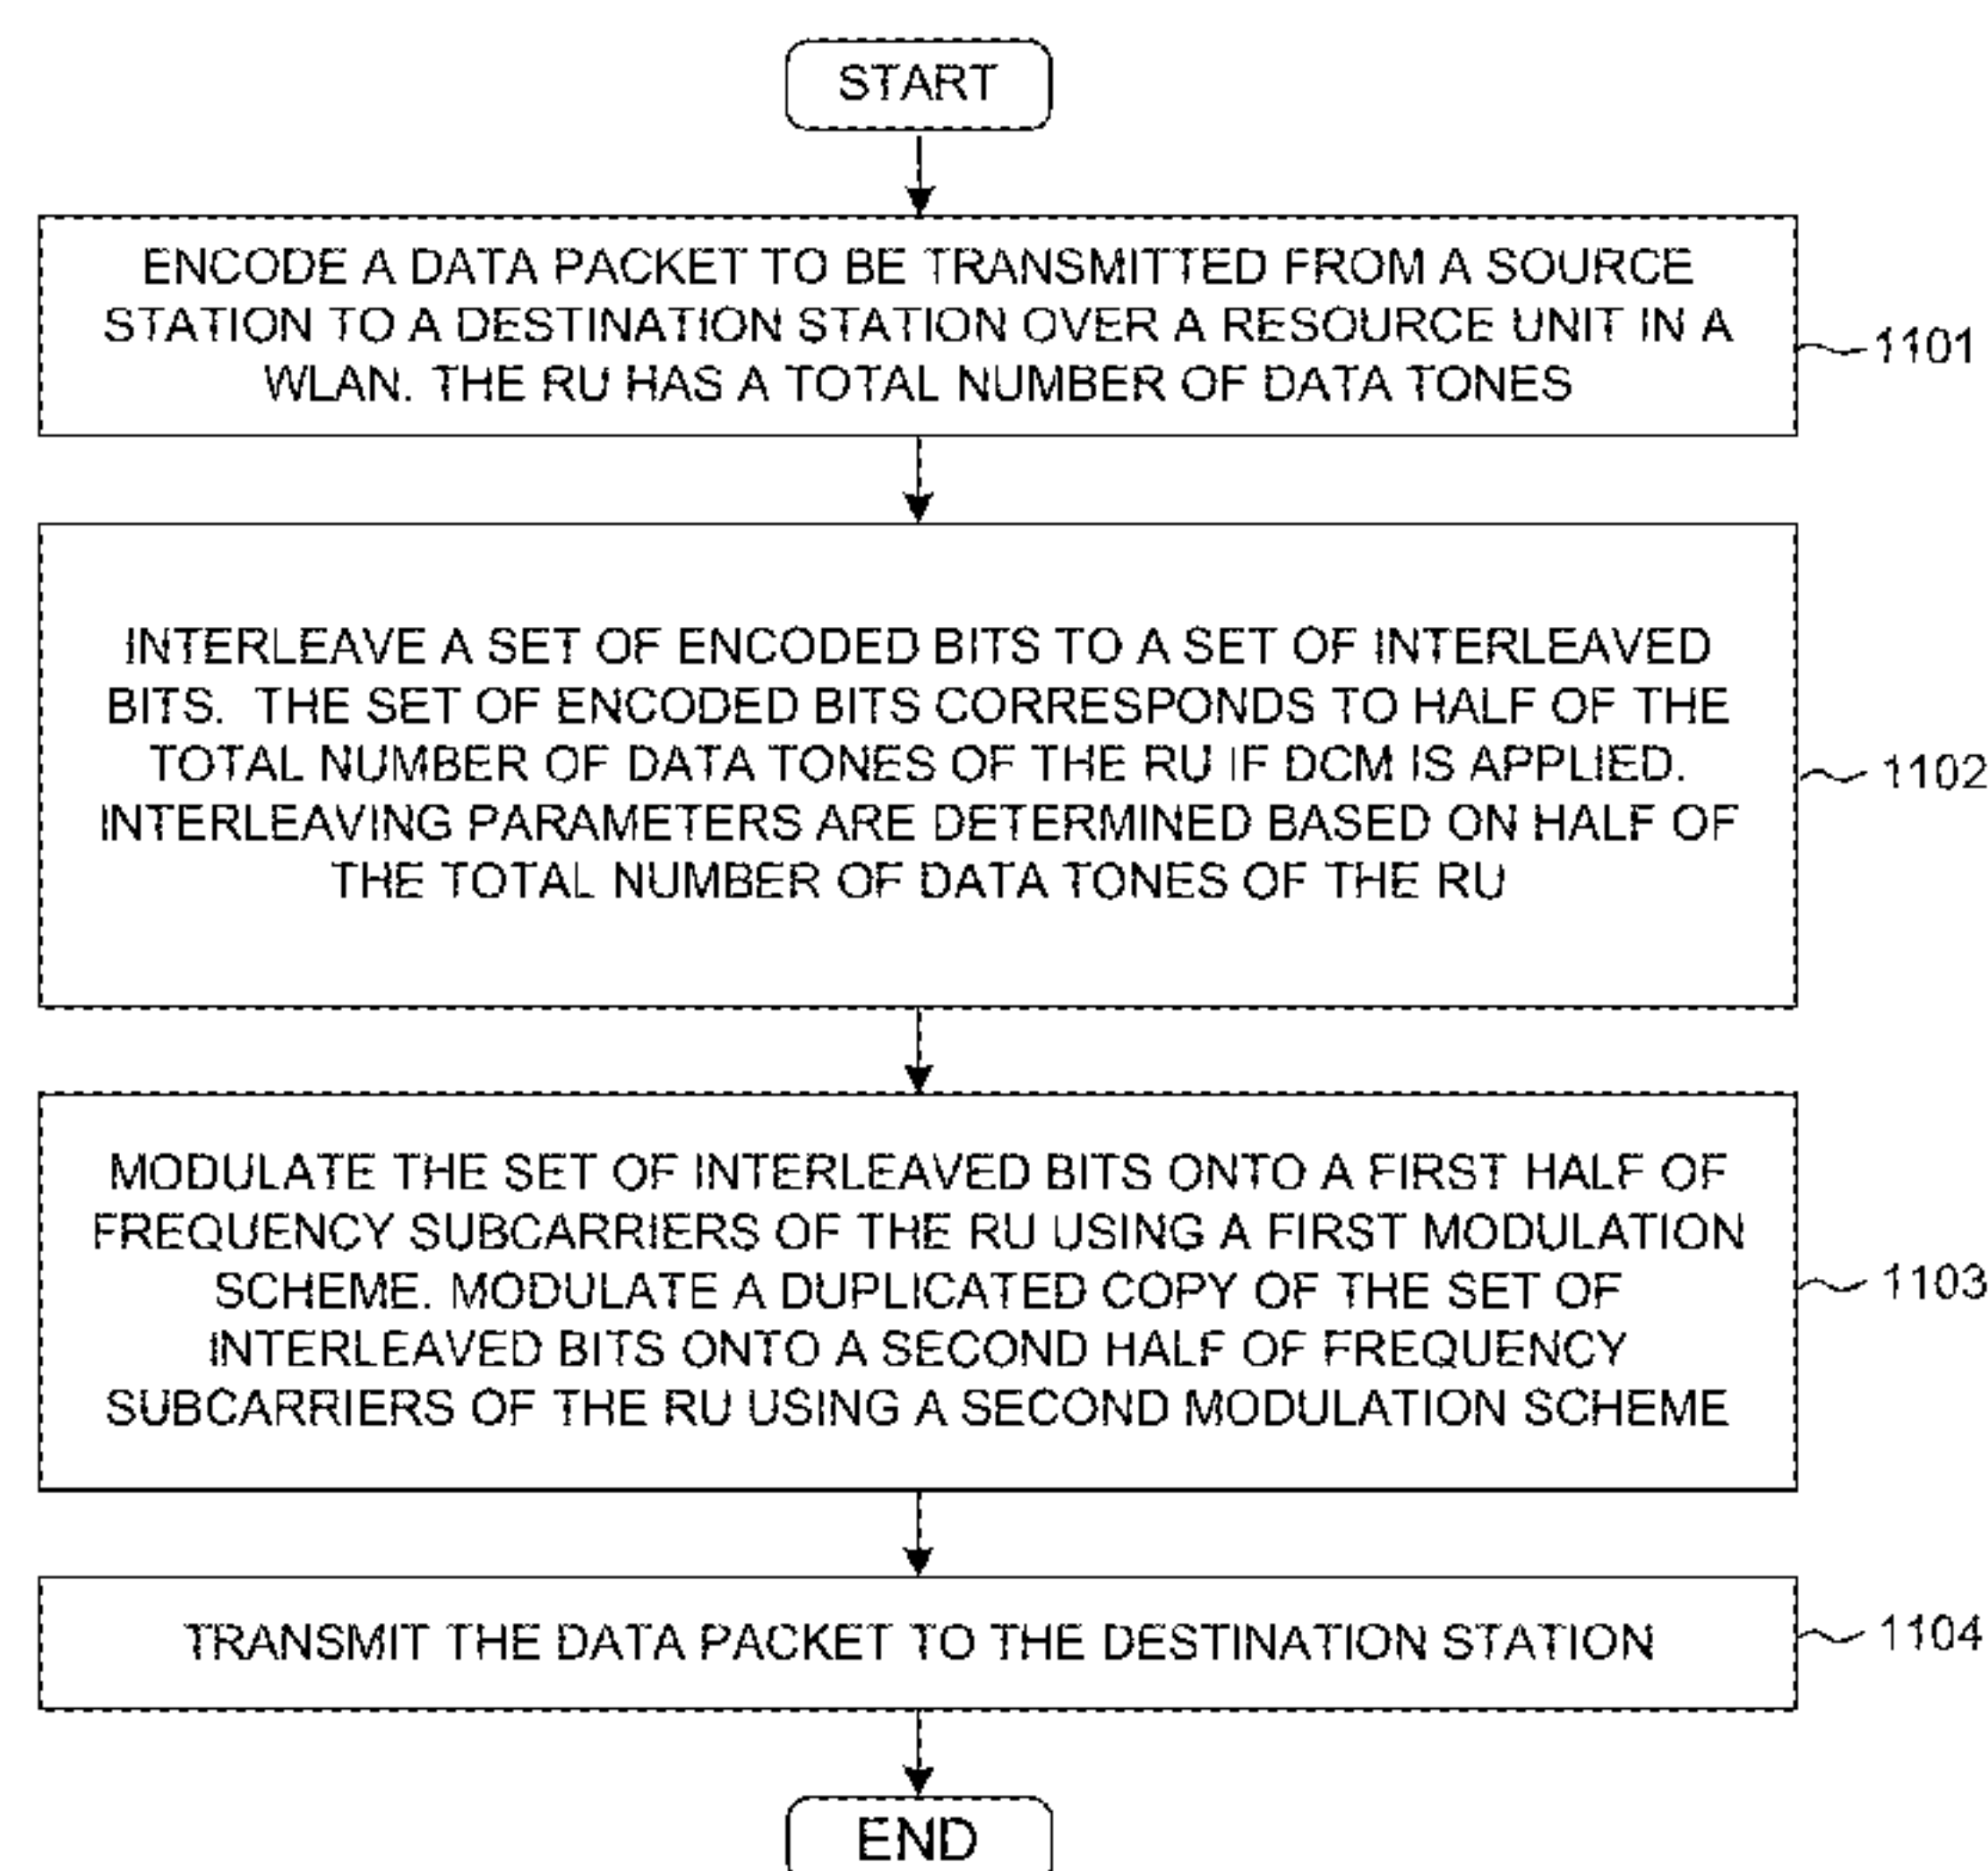 START
ENCODE A DATA PACKET TO BE TRANSMITTED FROM A SOURCE
STATION TO A DESTINATION STATION OVER A RESOURCE UNIT IN A
WLAN. THE RU HAS A TOTAL NUMBER OF DATA TONES
1101
INTERLEAVE A SET OF ENCODED BITS TO A SET OF INTERLEAVED
BITS. THE SET OF ENCODED BITS CORRESPONDS TO HALF OF THE
TOTAL NUMBER OF DATA TONES OF THE RU IF DCM IS APPLIED.
INTERLEAVING PARAMETERS ARE DETERMINED BASED ON HALF OF
THE TOTAL NUMBER OF DATA TONES OF THE RU
1102
MODULATE THE SET OF INTERLEAVED BITS ONTO A FIRST HALF OF
FREQUENCY SUBCARRIERS OF THE RU USING A FIRST MODULATION
SCHEME. MODULATE A DUPLICATED COPY OF THE SET OF
INTERLEAVED BITS ONTO A SECOND HALF OF FREQUENCY
SUBCARRIERS OF THE RU USING A SECOND MODULATION SCHEME
1103
TRANSMIT THE DATA PACKET TO THE DESTINATION STATION
1104
END